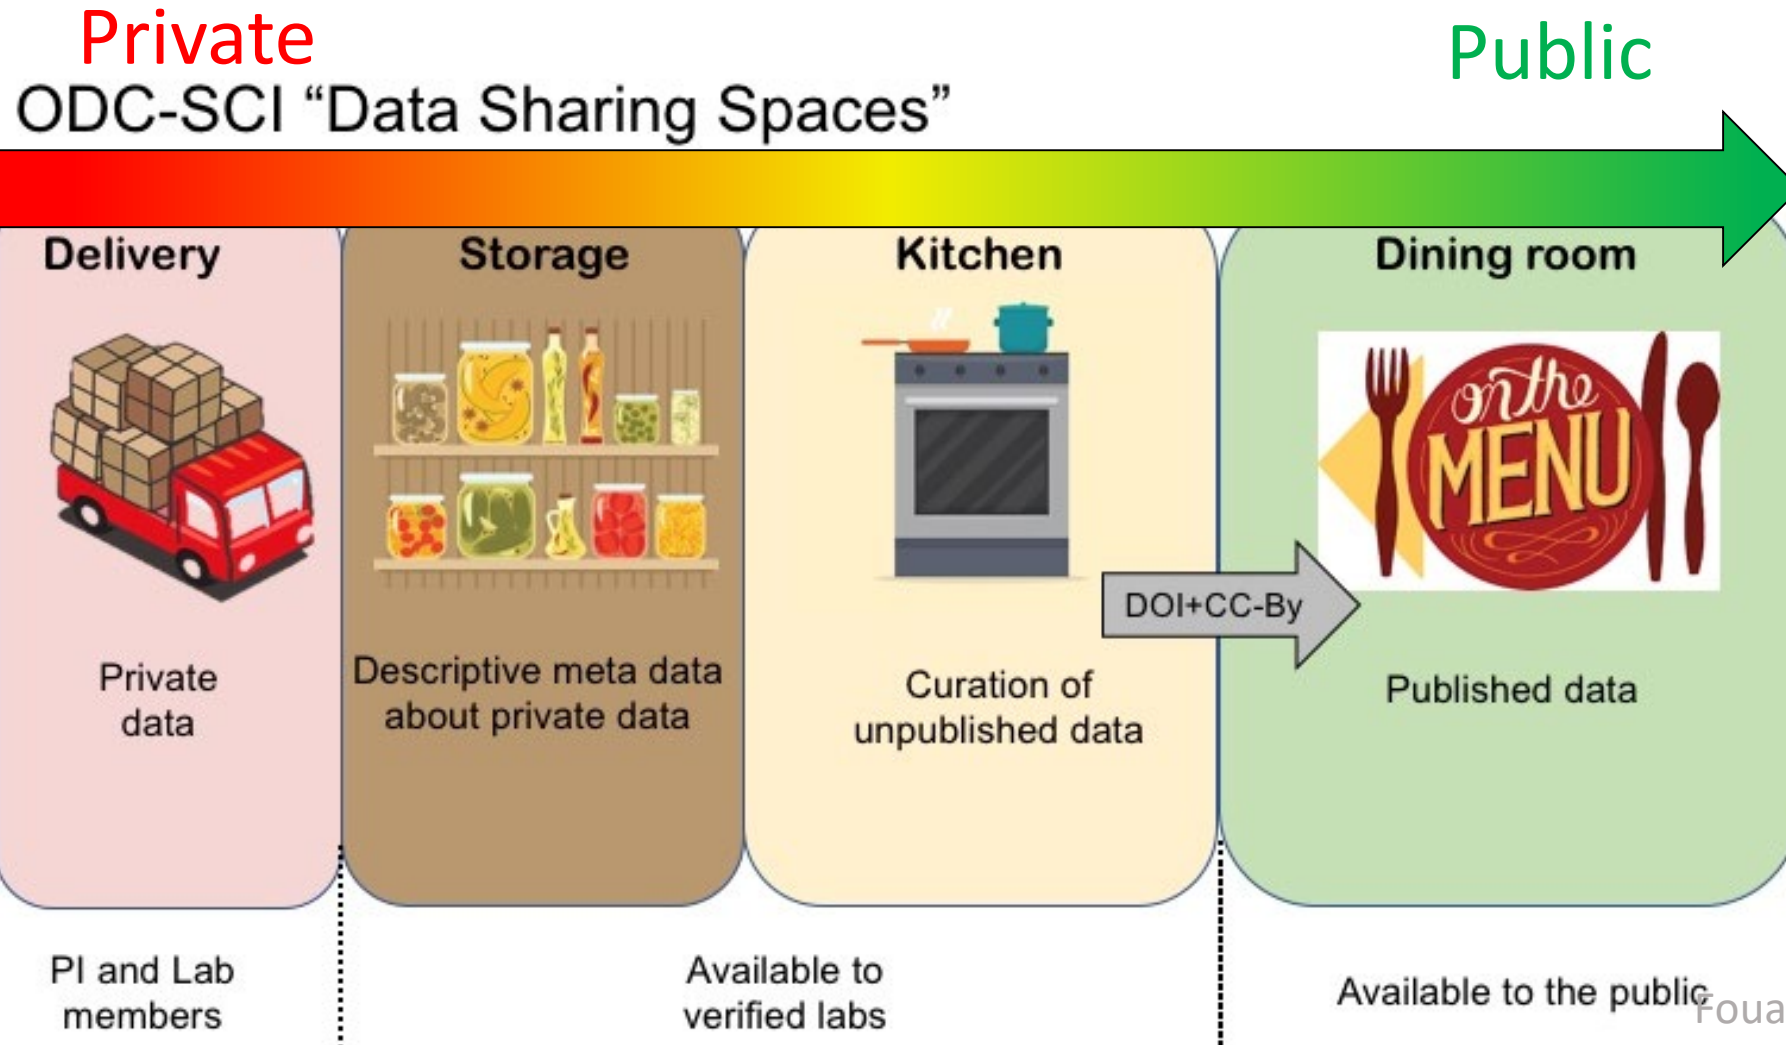 Private
Public
ODC-SCI “Data Sharing Spaces”
Delivery
Storage
Kitchen
Dining room
on the
MENU
DOI+CC-By
Private
data
Descriptive meta data
about private data
Curation of
unpublished data
Published data
PI and Lab
members
Available to
verified labs
Available to the public
Foua